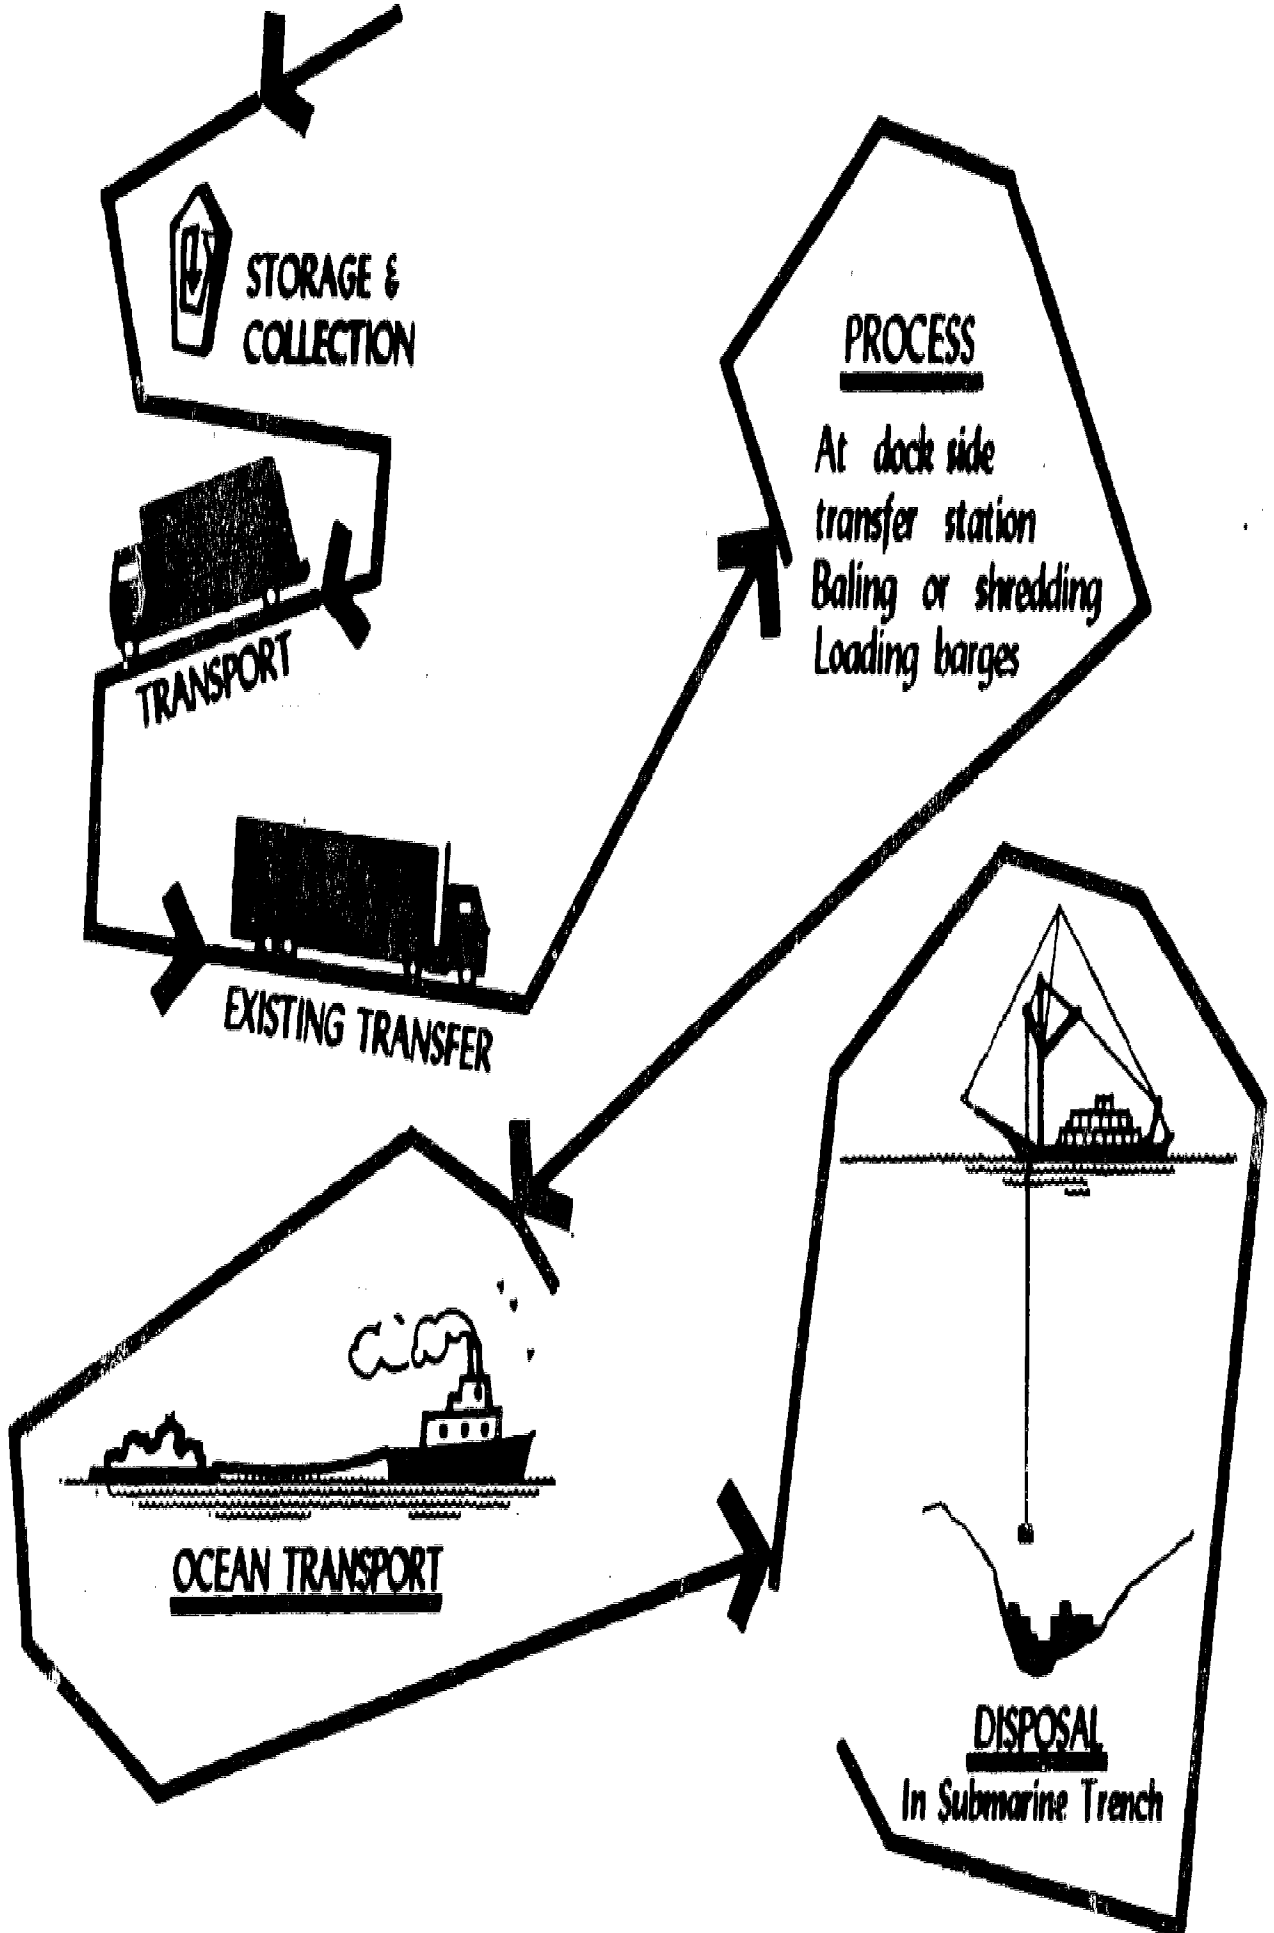 STORAGE &
COLLECTION
TRANSPORT
EXISTING TRANSFER
PROCESS
At dock side
transfer station
Baling or shredding
Loading barges
OCEAN TRANSPORT
DISPOSAL
In Submarine Trench